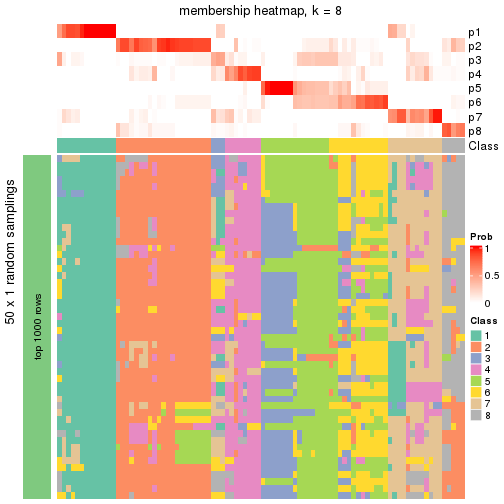 membership heatmap, k = 8
p1
p2
p3
p4
p5
p6
p7
p8
Class
50 x 1 random samplings
top 1000 rows
Prob
1
0.5
0
Class
1
2
3
4
5
6
7
8